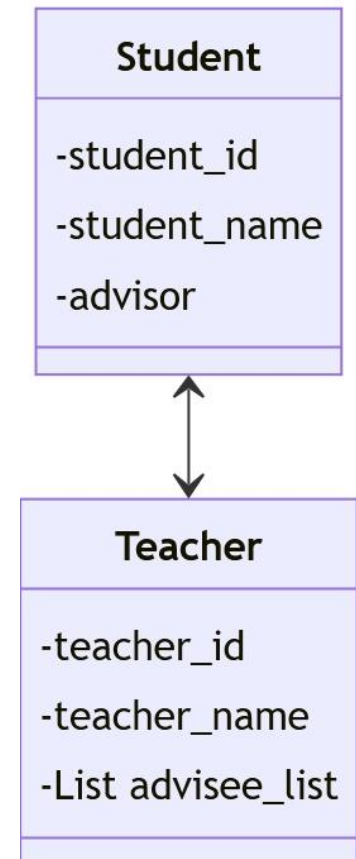 Student
-student_id
-student_name
-advisor
Teacher
-teacher_id
-teacher_name
-List advisee_list